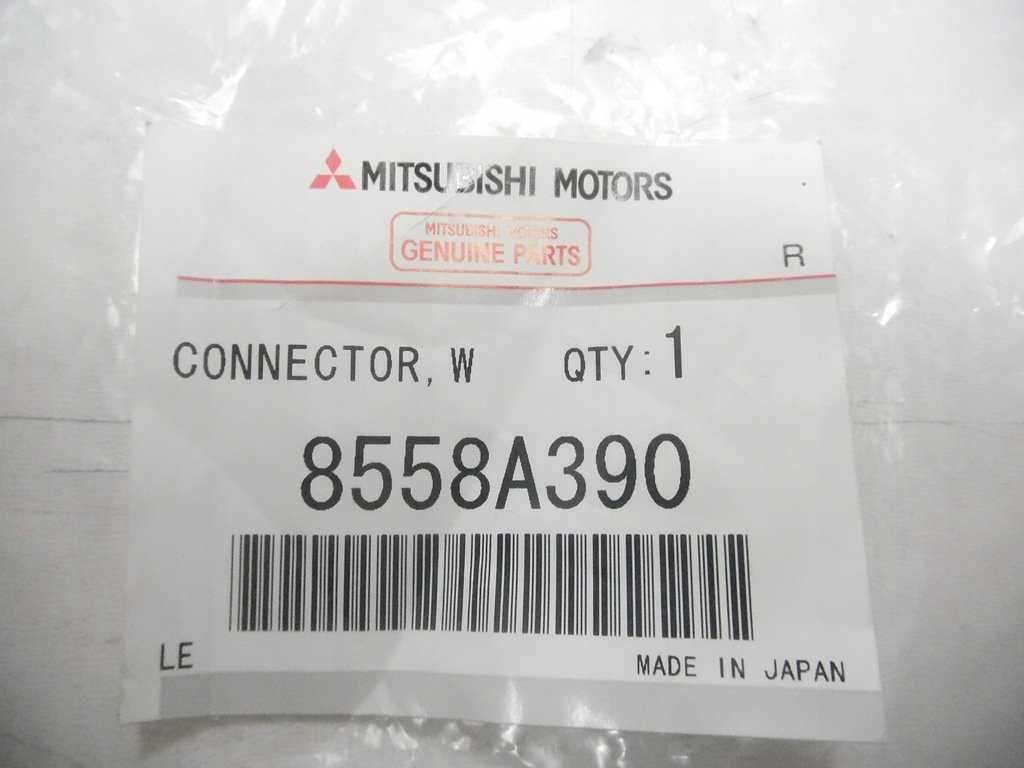 MITSUBISHI MOTORS
MITSUBISHI MOTORS
GENUINE PARTS
R
CONNECTOR, W QTY: 1
8558A390
LE
MADE IN JAPAN